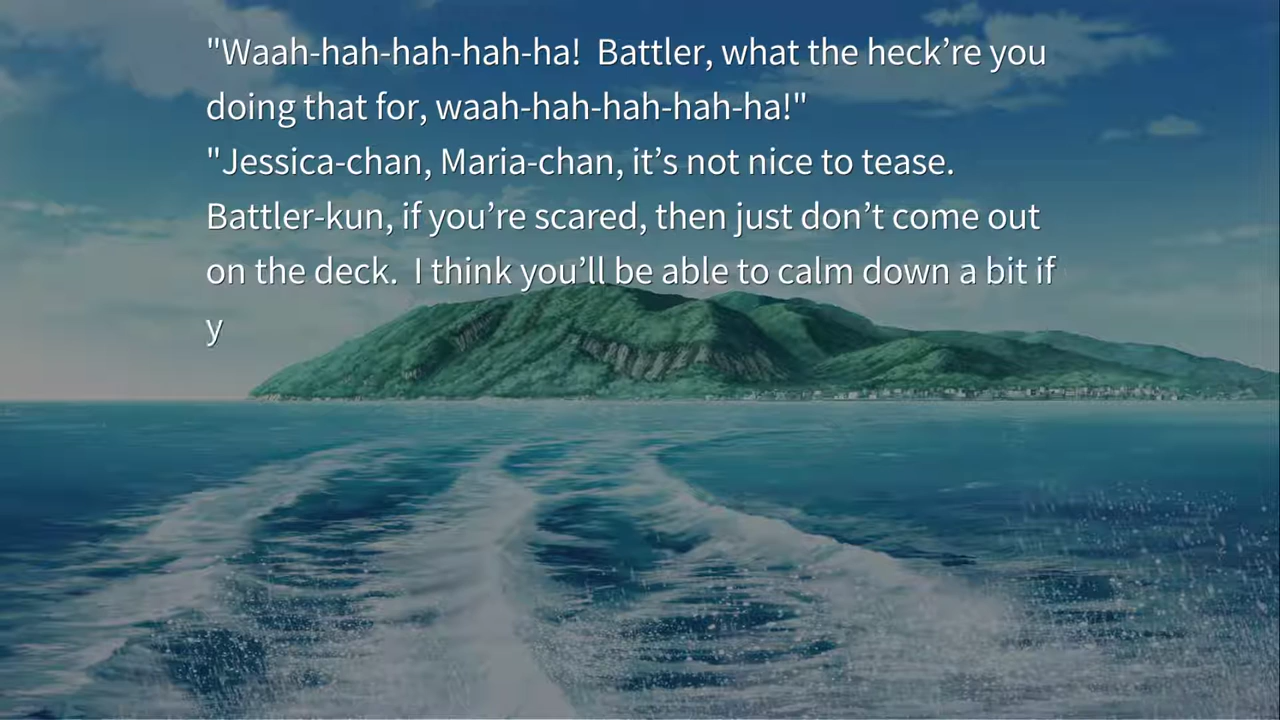 "Waah-hah-hah-hah-ha!  Battler, what the heck’re you
doing that for, waah-hah-hah-hah-ha!"
"Jessica-chan, Maria-chan, it’s not nice to tease.
Battler-kun, if you’re scared, then just don’t come out
on the deck.  I think you’ll be able to calm down a bit if
y